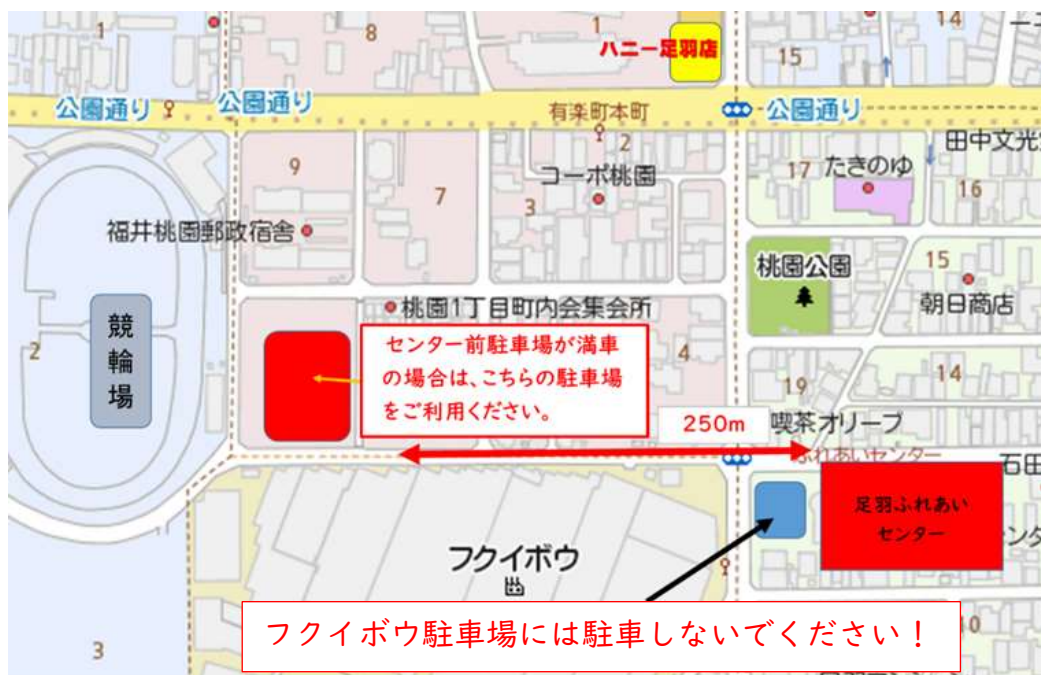 1
8
1
ハニー足羽店
15
14
公園通り
公園通り
有楽町本町
公園通り
2
9
7
3
コーポ桃園
17
たきのゆ
16
田中文光
福井桃園郵政宿舎
桃園公園
15
朝日商店
競
輪
場
2
桃園1丁目町内会集会所
センター前駐車場が満車
の場合は、こちらの駐車場
をご利用ください。
4
19
14
250m
喫茶オリーブ
ふれあいセンター
石田
足羽ふれあい
センター
フクイボウ
フクイボウ駐車場には駐車しないでください!
3